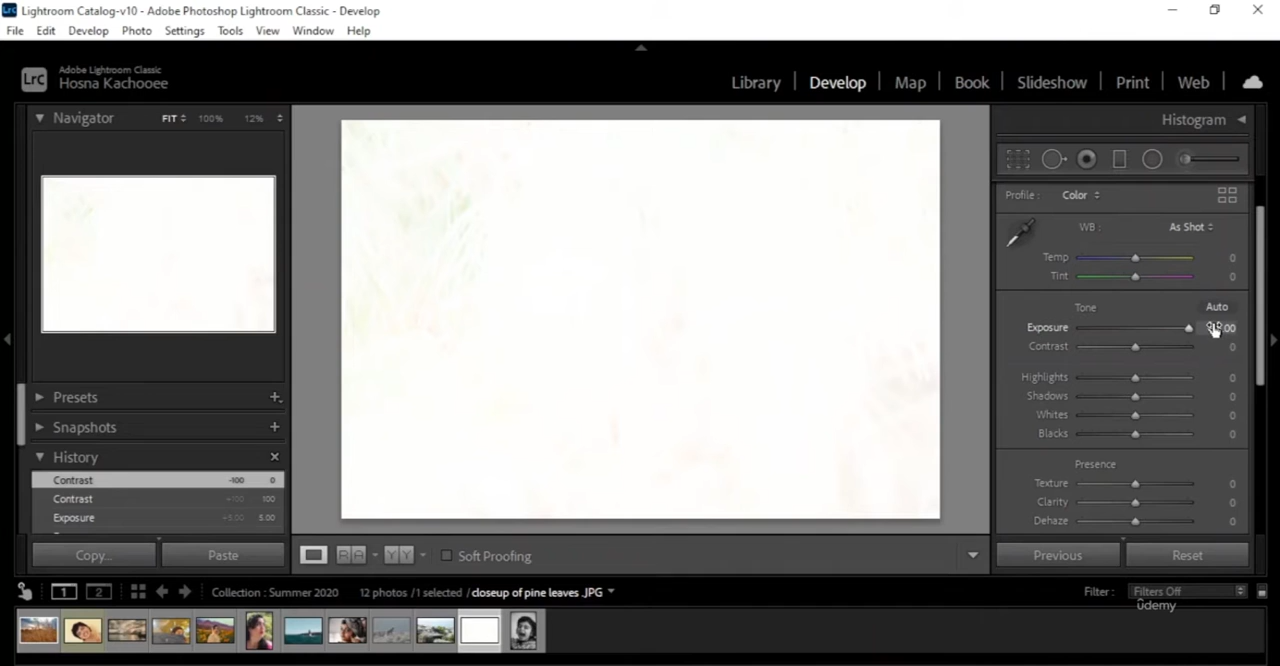 Lightroom Catalog-v10 - Adobe Photoshop Lightroom Classic - Develop
File Edit Develop Photo Settings Tools View Window Help
LrC Adobe Lightroom Classic
Hosna Kachooee
Library | Develop | Map | Book | Slideshow | Print | Web
Navigator FIT 100% 12%
Histogram
Profile : Color
WB : As Shot
Temp 0
Tint 0
Tone Auto
Exposure
Contrast 0
Highlights 0
Shadows 0
Whites 0
Blacks 0
Presence
Texture 0
Clarity 0
Dehaze 0
Presets
Snapshots
History
Contrast -100 0
Contrast +100 100
Exposure +5.00 5.00
Copy... Paste
R A Y Y Soft Proofing
Previous Reset
1 2 Collection : Summer 2020 12 photos /1 selected /closeup of pine leaves .JPG
Filter : Filters Off
ûdemy